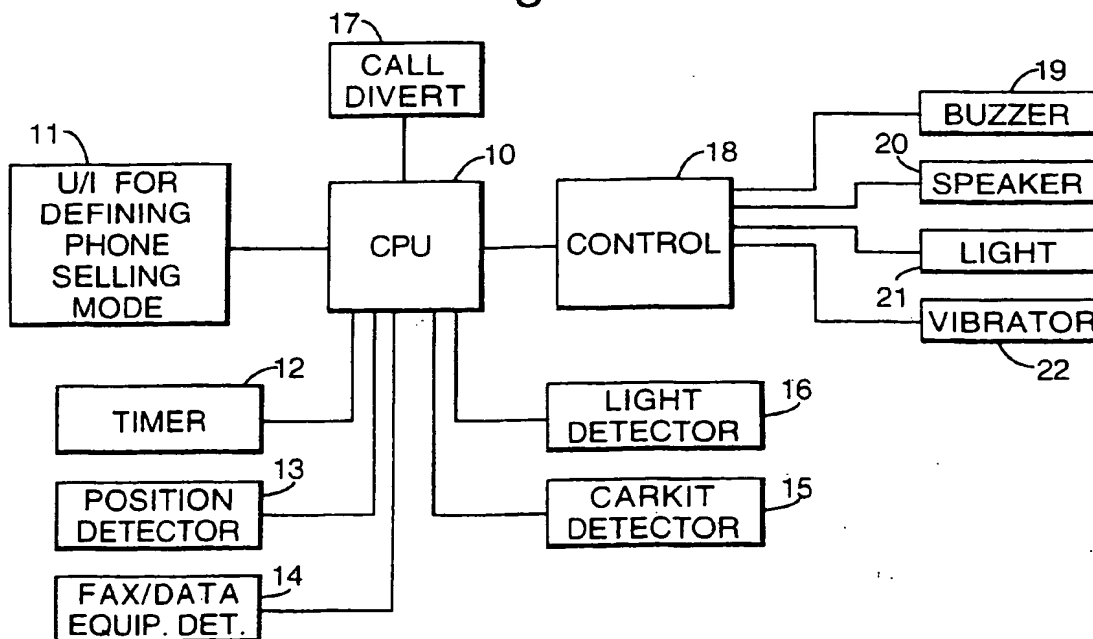 g
17
CALL
DIVERT
11
U/I FOR
DEFINING
PHONE
SELLING
MODE
10
CPU
18
CONTROL
19
BUZZER
20
SPEAKER
LIGHT
21
VIBRATOR
22
12
TIMER
13
POSITION
DETECTOR
14
FAX/DATA
EQUIP. DET.
LIGHT
DETECTOR
16
CARKIT
DETECTOR
15